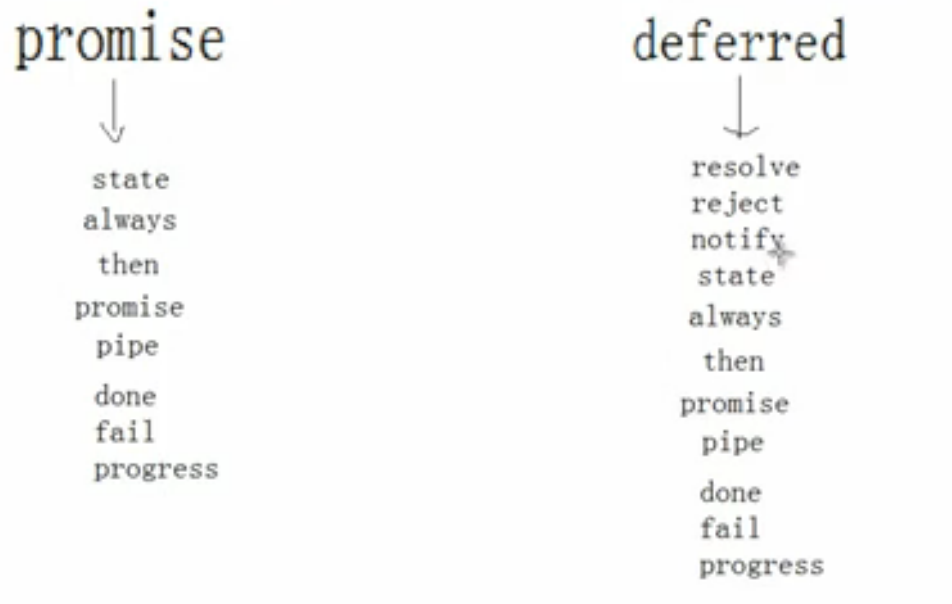 promise
state
always
then
promise
pipe
done
fail
progress
deferred
resolve
reject
notify
state
always
then
promise
pipe
done
fail
progress